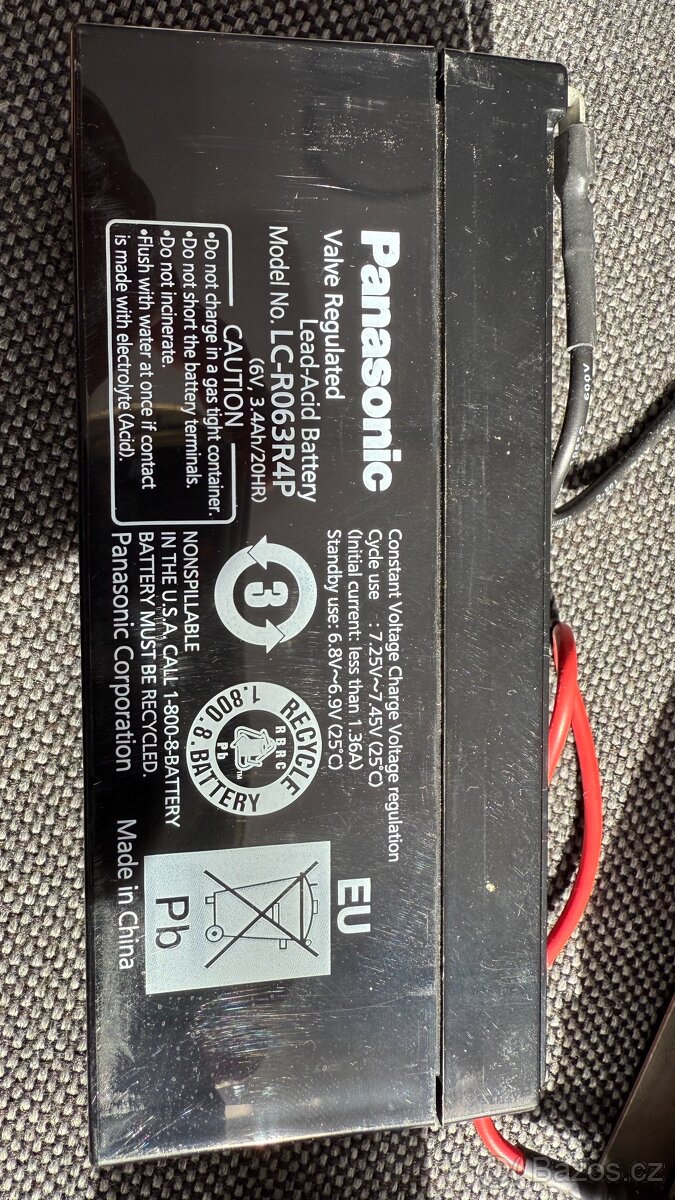 Panasonic
Valve Regulated
Lead-Acid Battery
Model No. LC-R063R4P
(6V, 3.4Ah/20HR)
CAUTION
•Do not charge in a gas tight container.
•Do not short the battery terminals.
•Do not incinerate.
•Flush with water at once if contact
is made with electrolyte (Acid).
Constant Voltage Charge Voltage regulation
Cycle use : 7.25V~7.45V (25°C)
(Initial current: less than 1.36A)
Standby use: 6.8V~6.9V (25°C)
3
RECYCLE
RBRC
Pb
TM
1.800.8.BATTERY
NONSPILLABLE
IN THE U.S.A, CALL 1-800-8-BATTERY
BATTERY MUST BE RECYCLED.
Panasonic Corporation
Made in China
EU
Pb
600V
Bazos.cz